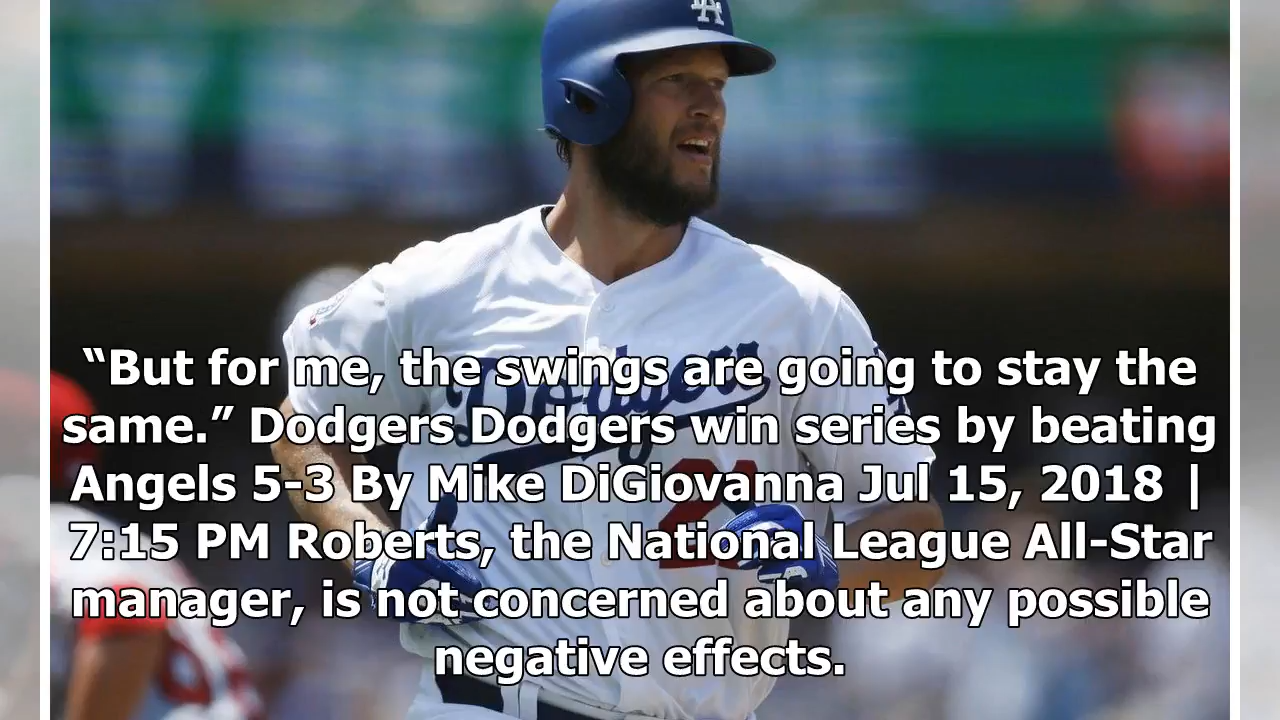 LA
Dodgers
“But for me, the swings are going to stay the
same.” Dodgers Dodgers win series by beating
Angels 5-3 By Mike DiGiovanna Jul 15, 2018 |
7:15 PM Roberts, the National League All-Star
manager, is not concerned about any possible
negative effects.